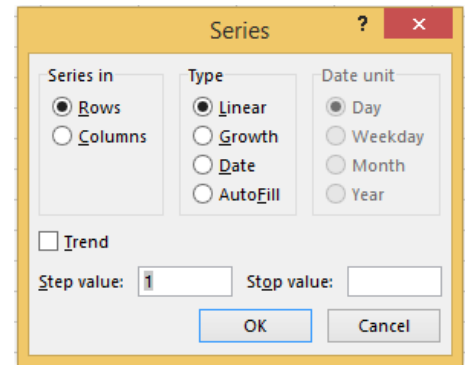 Series ?
Series in
Rows
Columns
Type
Linear
Growth
Date
AutoFill
Date unit
Day
Weekday
Month
Year
Trend
Step value: 1 Stop value:
OK Cancel